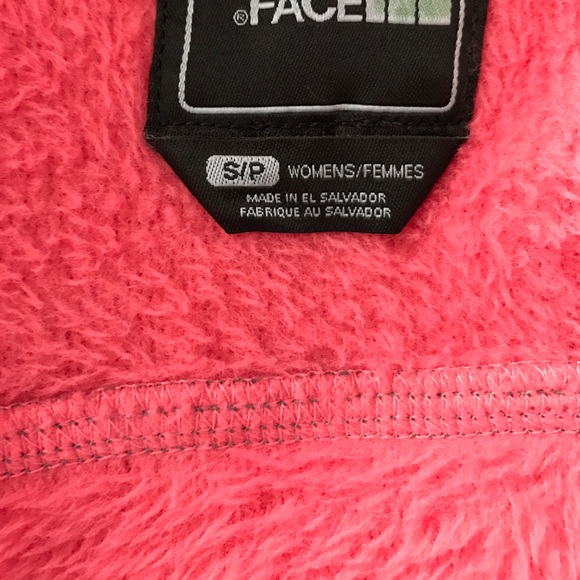 FACE®
S/P WOMENS/FEMMES
MADE IN EL SALVADOR
FABRIQUE AU SALVADOR